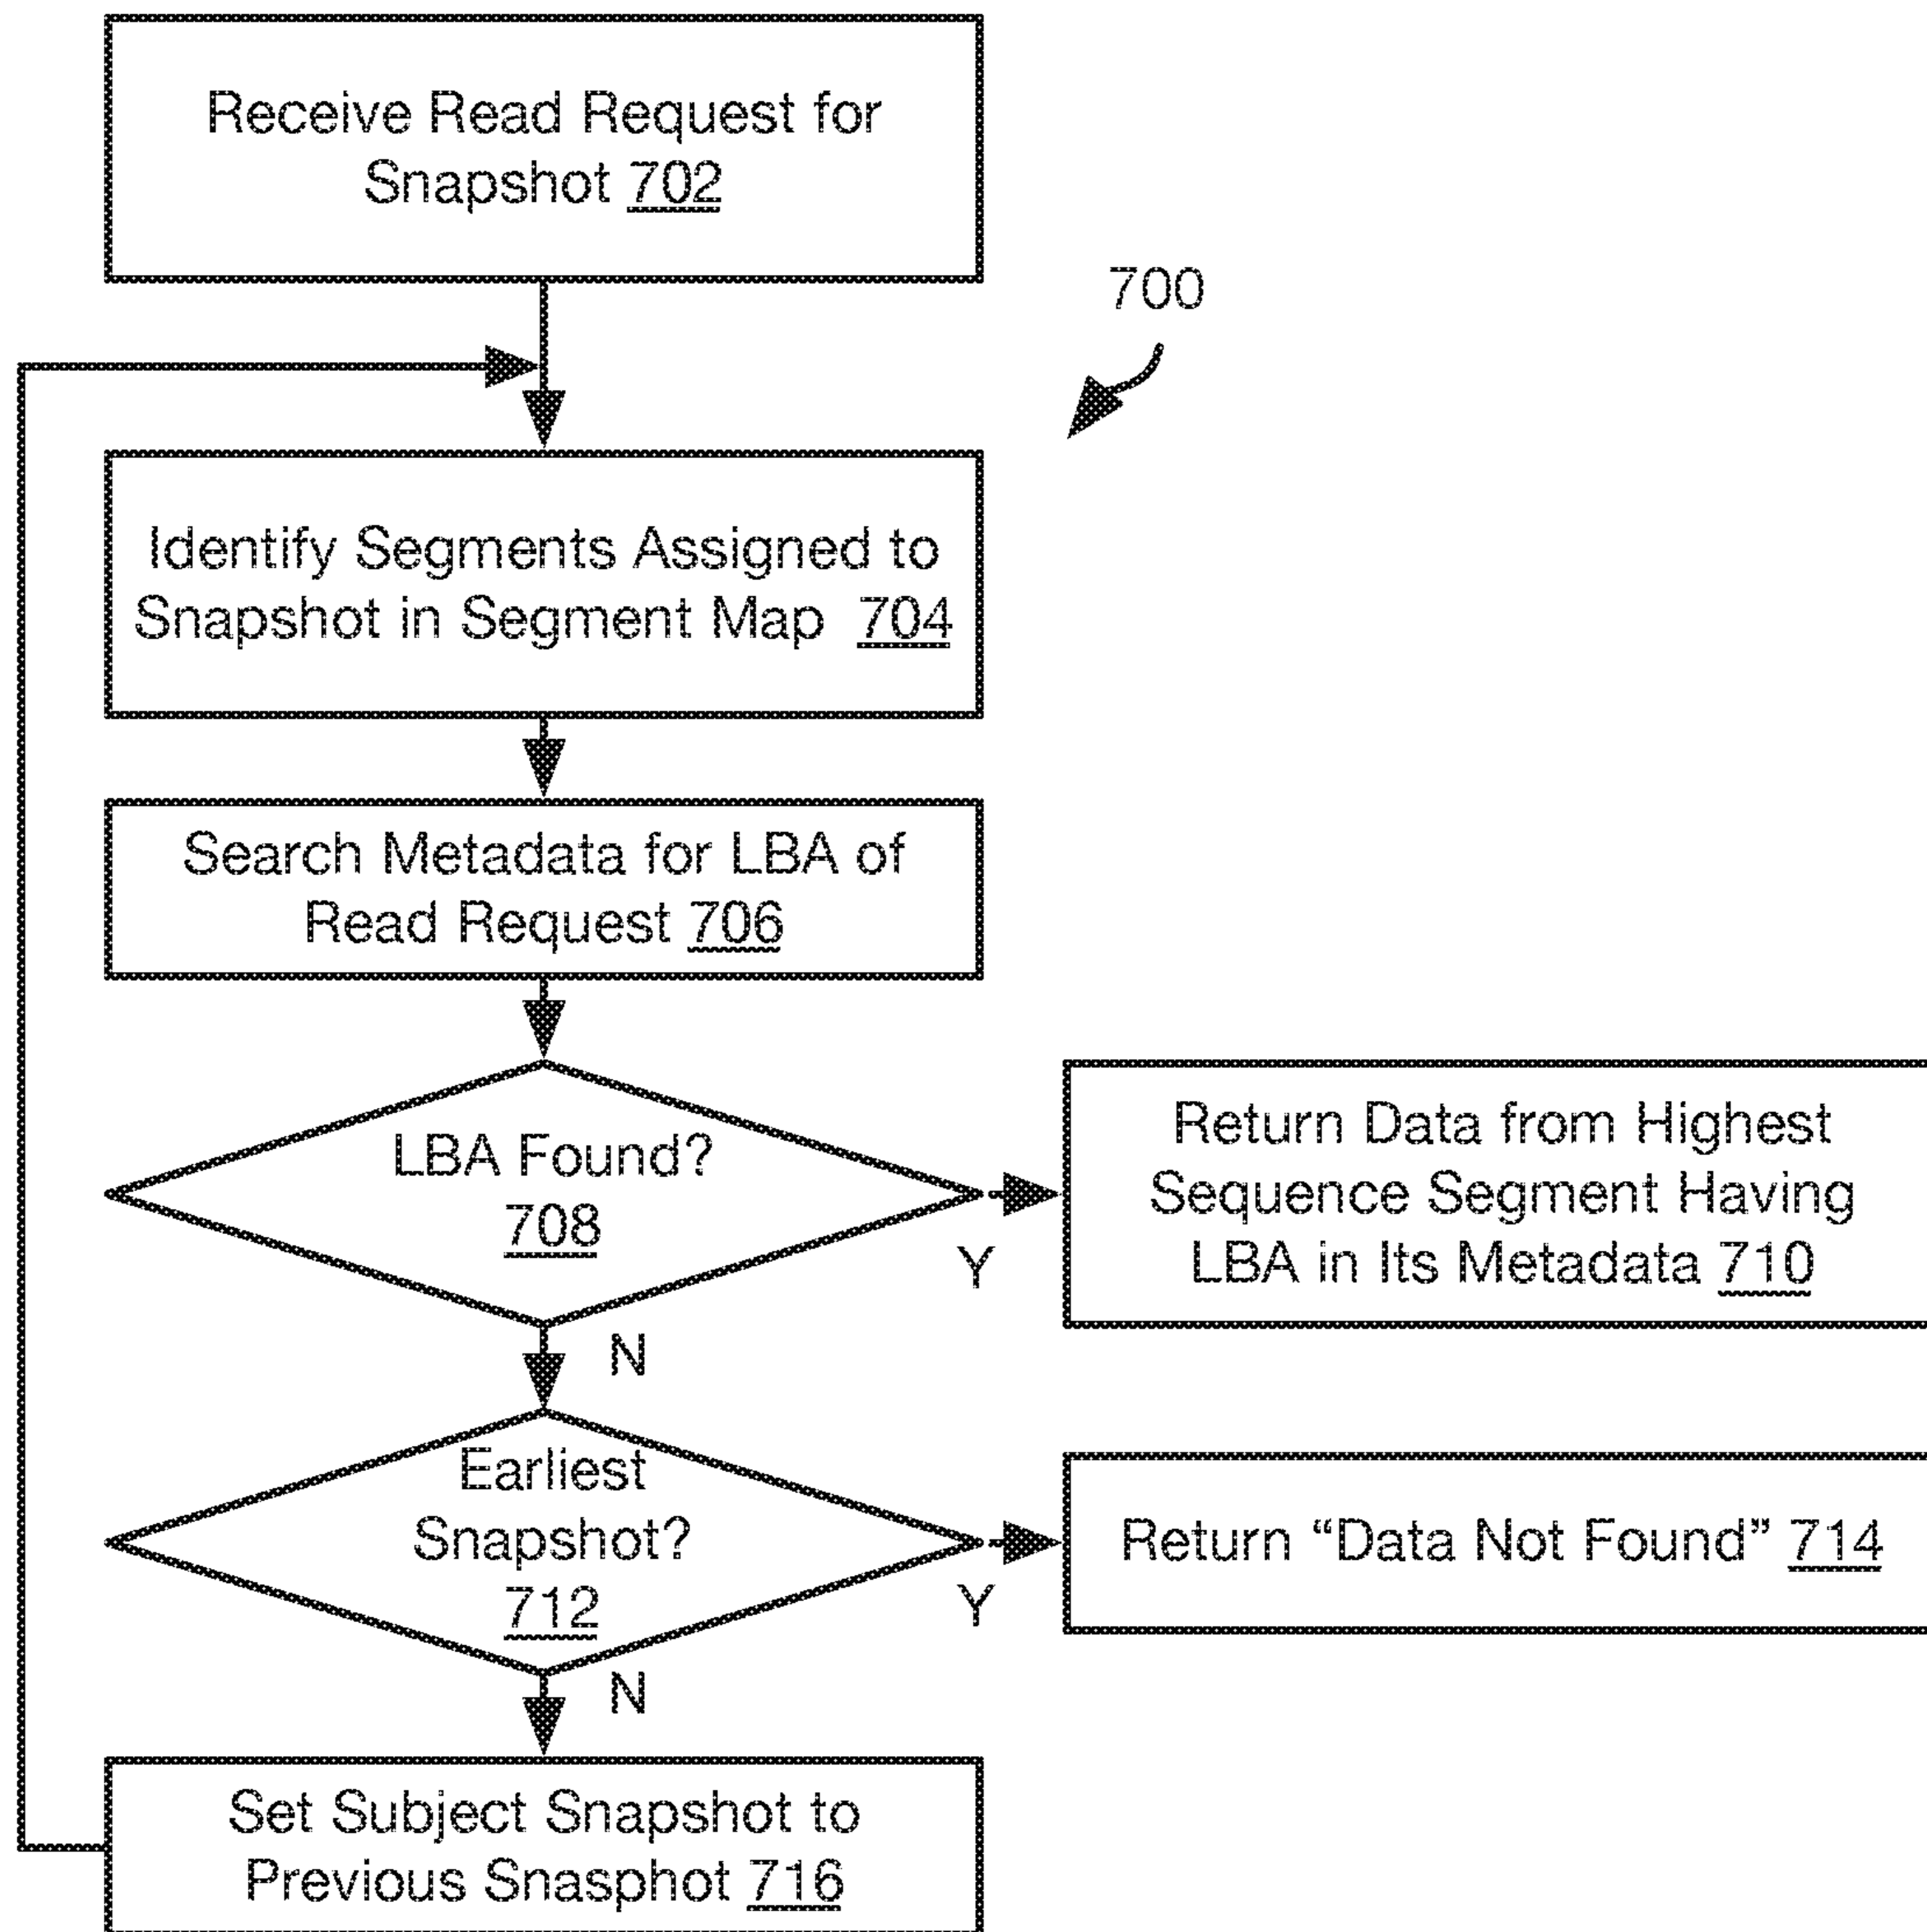 Receive Read Request for
Snapshot 702
700
Identify Segments Assigned to
Snapshot in Segment Map 704
Search Metadata for LBA of
Read Request 706
LBA Found?
708
Y
N
Return Data from Highest
Sequence Segment Having
LBA in Its Metadata 710
Earliest
Snapshot?
712
Y
N
Return “Data Not Found” 714
Set Subject Snapshot to
Previous Snasphot 716